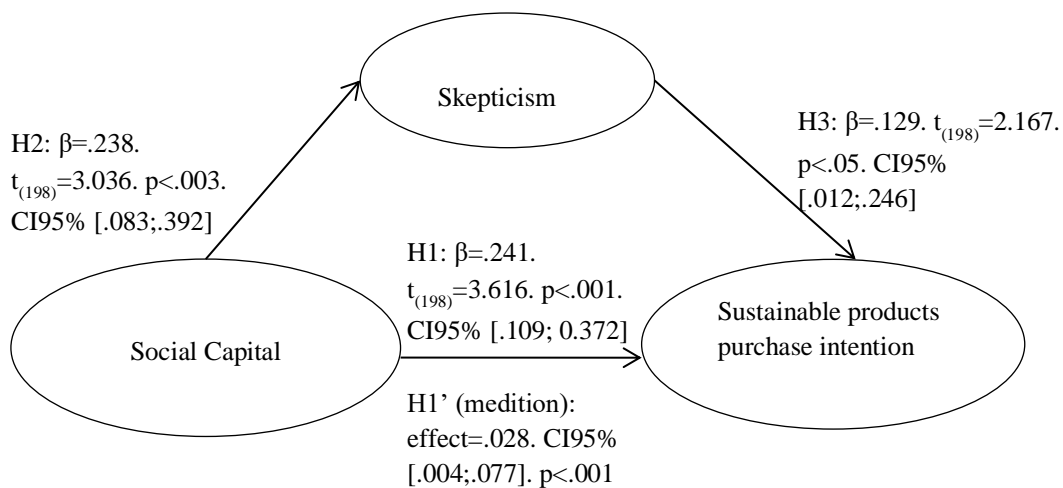 Skepticism
H2: β=.238.
t(198)=3.036. p<.003.
CI95% [.083;.392]
H3: β=.129. t(198)=2.167.
p<.05. CI95%
[.012;.246]
H1: β=.241.
t(198)=3.616. p<.001.
CI95% [.109; 0.372]
Social Capital
Sustainable products
purchase intention
H1’ (medition):
effect=.028. CI95%
[.004;.077]. p<.001